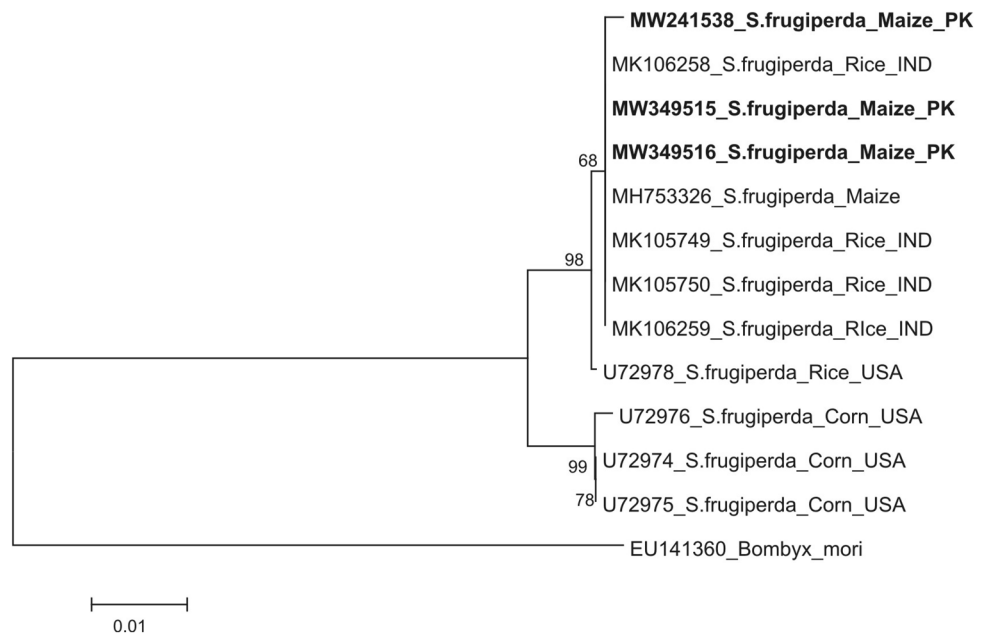 MW241538_S.frugiperda_Maize_PK
MK106258_S.frugiperda_Rice_IND
MW349515_S.frugiperda_Maize_PK
MW349516_S.frugiperda_Maize_PK
68
MH753326_S.frugiperda_Maize
MK105749_S.frugiperda_Rice_IND
98
MK105750_S.frugiperda_Rice_IND
MK106259_S.frugiperda_RIce_IND
U72978_S.frugiperda_Rice_USA
U72976_S.frugiperda_Corn_USA
U72974_S.frugiperda_Corn_USA
99
78
U72975_S.frugiperda_Corn_USA
EU141360_Bombyx_mori
0.01